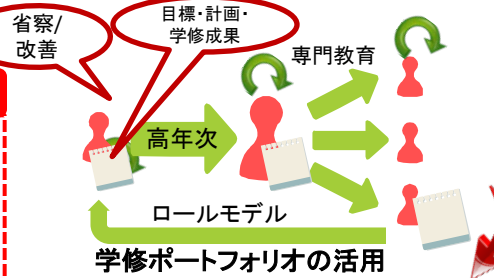 省察/
改善
目標・計画・
学修成果
専門教育
高年次
ロールモデル
学修ポートフォリオの活用